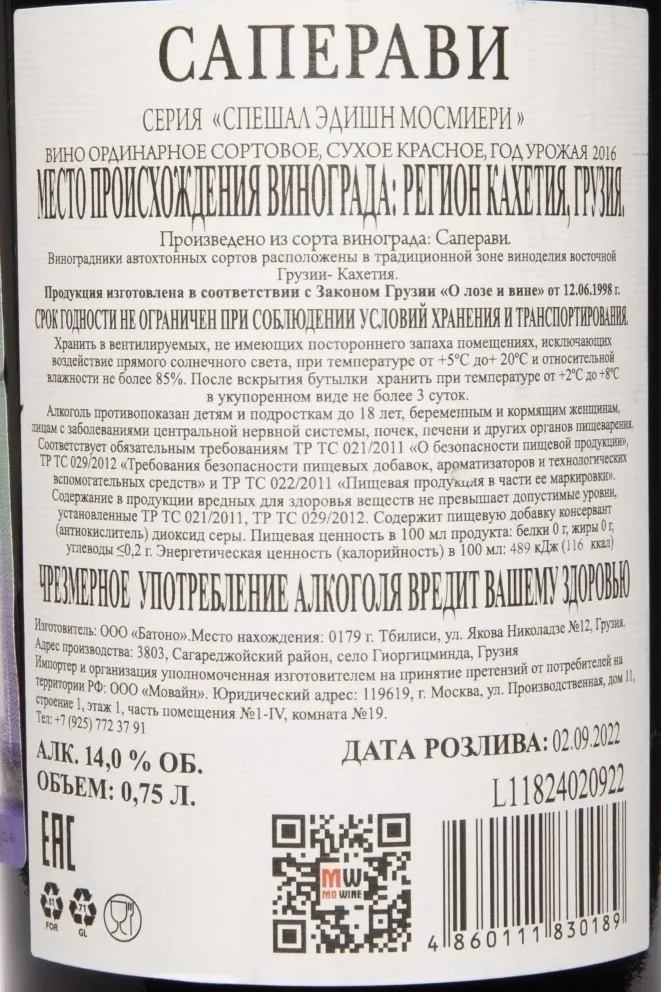 САПЕРАВИ
СЕРИЯ «СПЕШАЛ ЭДИШН МОСМИЕРИ»
ВИНО ОРДИНАРНОЕ СОРТОВОЕ, СУХОЕ КРАСНОЕ, ГОД УРОЖАЯ 2016
МЕСТО ПРОИСХОЖДЕНИЯ ВИНОГРАДА: РЕГИОН КАХЕТИЯ, ГРУЗИЯ.
Произведено из сорта винограда: Саперави.
Виноградники автохтонных сортов расположены в традиционной зоне виноделия восточной
Грузии- Кахетия.
Продукция изготовлена в соответствии с Законом Грузии «О лозе и вине» от 12.06.1998 г.
СРОК ГОДНОСТИ НЕ ОГРАНИЧЕН ПРИ СОБЛЮДЕНИИ УСЛОВИЙ ХРАНЕНИЯ И ТРАНСПОРТИРОВАНИЯ.
Хранить в вентилируемых, не имеющих постороннего запаха помещениях, исключающих
воздействие прямого солнечного света, при температуре от +5°С до+ 20°С и относительной
влажности не более 85%. После вскрытия бутылки хранить при температуре от +2°С до +8°С
в укупоренном виде не более 3 суток.
Алкоголь противопоказан детям и подросткам до 18 лет, беременным и кормящим женщинам,
лицам с заболеваниями центральной нервной системы, почек, печени и других органов пищеварения.
Соответствует обязательным требованиям ТР ТС 021/2011 «О безопасности пищевой продукции»,
ТР ТС 029/2012 «Требования безопасности пищевых добавок, ароматизаторов и технологических
вспомогательных средств» и ТР ТС 022/2011 «Пищевая продукция в части ее маркировки».
Содержание в продукции вредных для здоровья веществ не превышает допустимые уровни,
установленные ТР ТС 021/2011, ТР ТС 029/2012. Содержит пищевую добавку консервант
(антиокислитель) диоксид серы. Пищевая ценность в 100 мл продукта: белки 0 г, жиры 0 г,
углеводы ≤0,2 г. Энергетическая ценность (калорийность) в 100 мл: 489 кДж (116 ккал)
ЧРЕЗМЕРНОЕ УПОТРЕБЛЕНИЕ АЛКОГОЛЯ ВРЕДИТ ВАШЕМУ ЗДОРОВЬЮ
Изготовитель: ООО «Батоно».Место нахождения: 0179 г. Тбилиси, ул. Якова Николадзе №12, Грузия.
Адрес производства: 3803, Сагареджойский район, село Гиоргицминда, Грузия
Импортер и организация уполномоченная изготовителем на принятие претензий от потребителей на
территории РФ: ООО «Мовайн». Юридический адрес: 119619, г. Москва, ул. Производственная, дом 11,
строение 1, этаж 1, часть помещения №1-IV, комната №19.
Тел: +7 (925) 772 37 91
АЛК. 14,0 % ОБ.
ОБЪЕМ: 0,75 Л.
ДАТА РОЗЛИВА: 02.09.2022
L11824020922
EAC
51
FOR
71
GL
MW
MO WINE
4 860111 830189